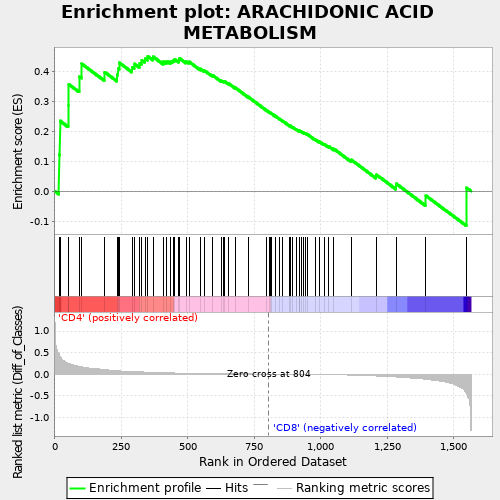 Enrichment plot: ARACHIDONIC ACID
METABOLISM
Enrichment score (ES)
0.4
0.3
0.2
0.1
0.0
-0.1
'CD4' (positively correlated)
Ranked list metric (Diff_of_Classes)
1.0
0.5
0.0
-0.5
-1.0
Zero cross at 804
'CD8' (negatively correlated)
0
250
500
750
1,000
1,250
1,500
Rank in Ordered Dataset
Enrichment profile
Hits
Ranking metric scores